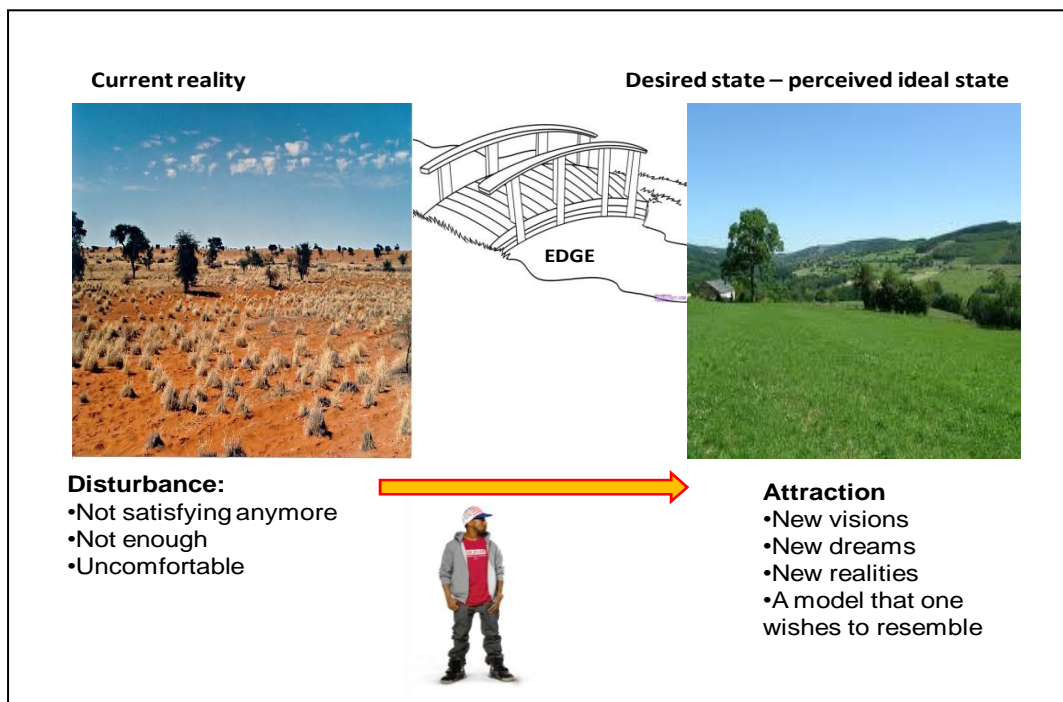 Current reality
Desired state – perceived ideal state
EDGE
Disturbance:
•Not satisfying anymore
•Not enough
•Uncomfortable
Attraction
•New visions
•New dreams
•New realities
•A model that one
wishes to resemble